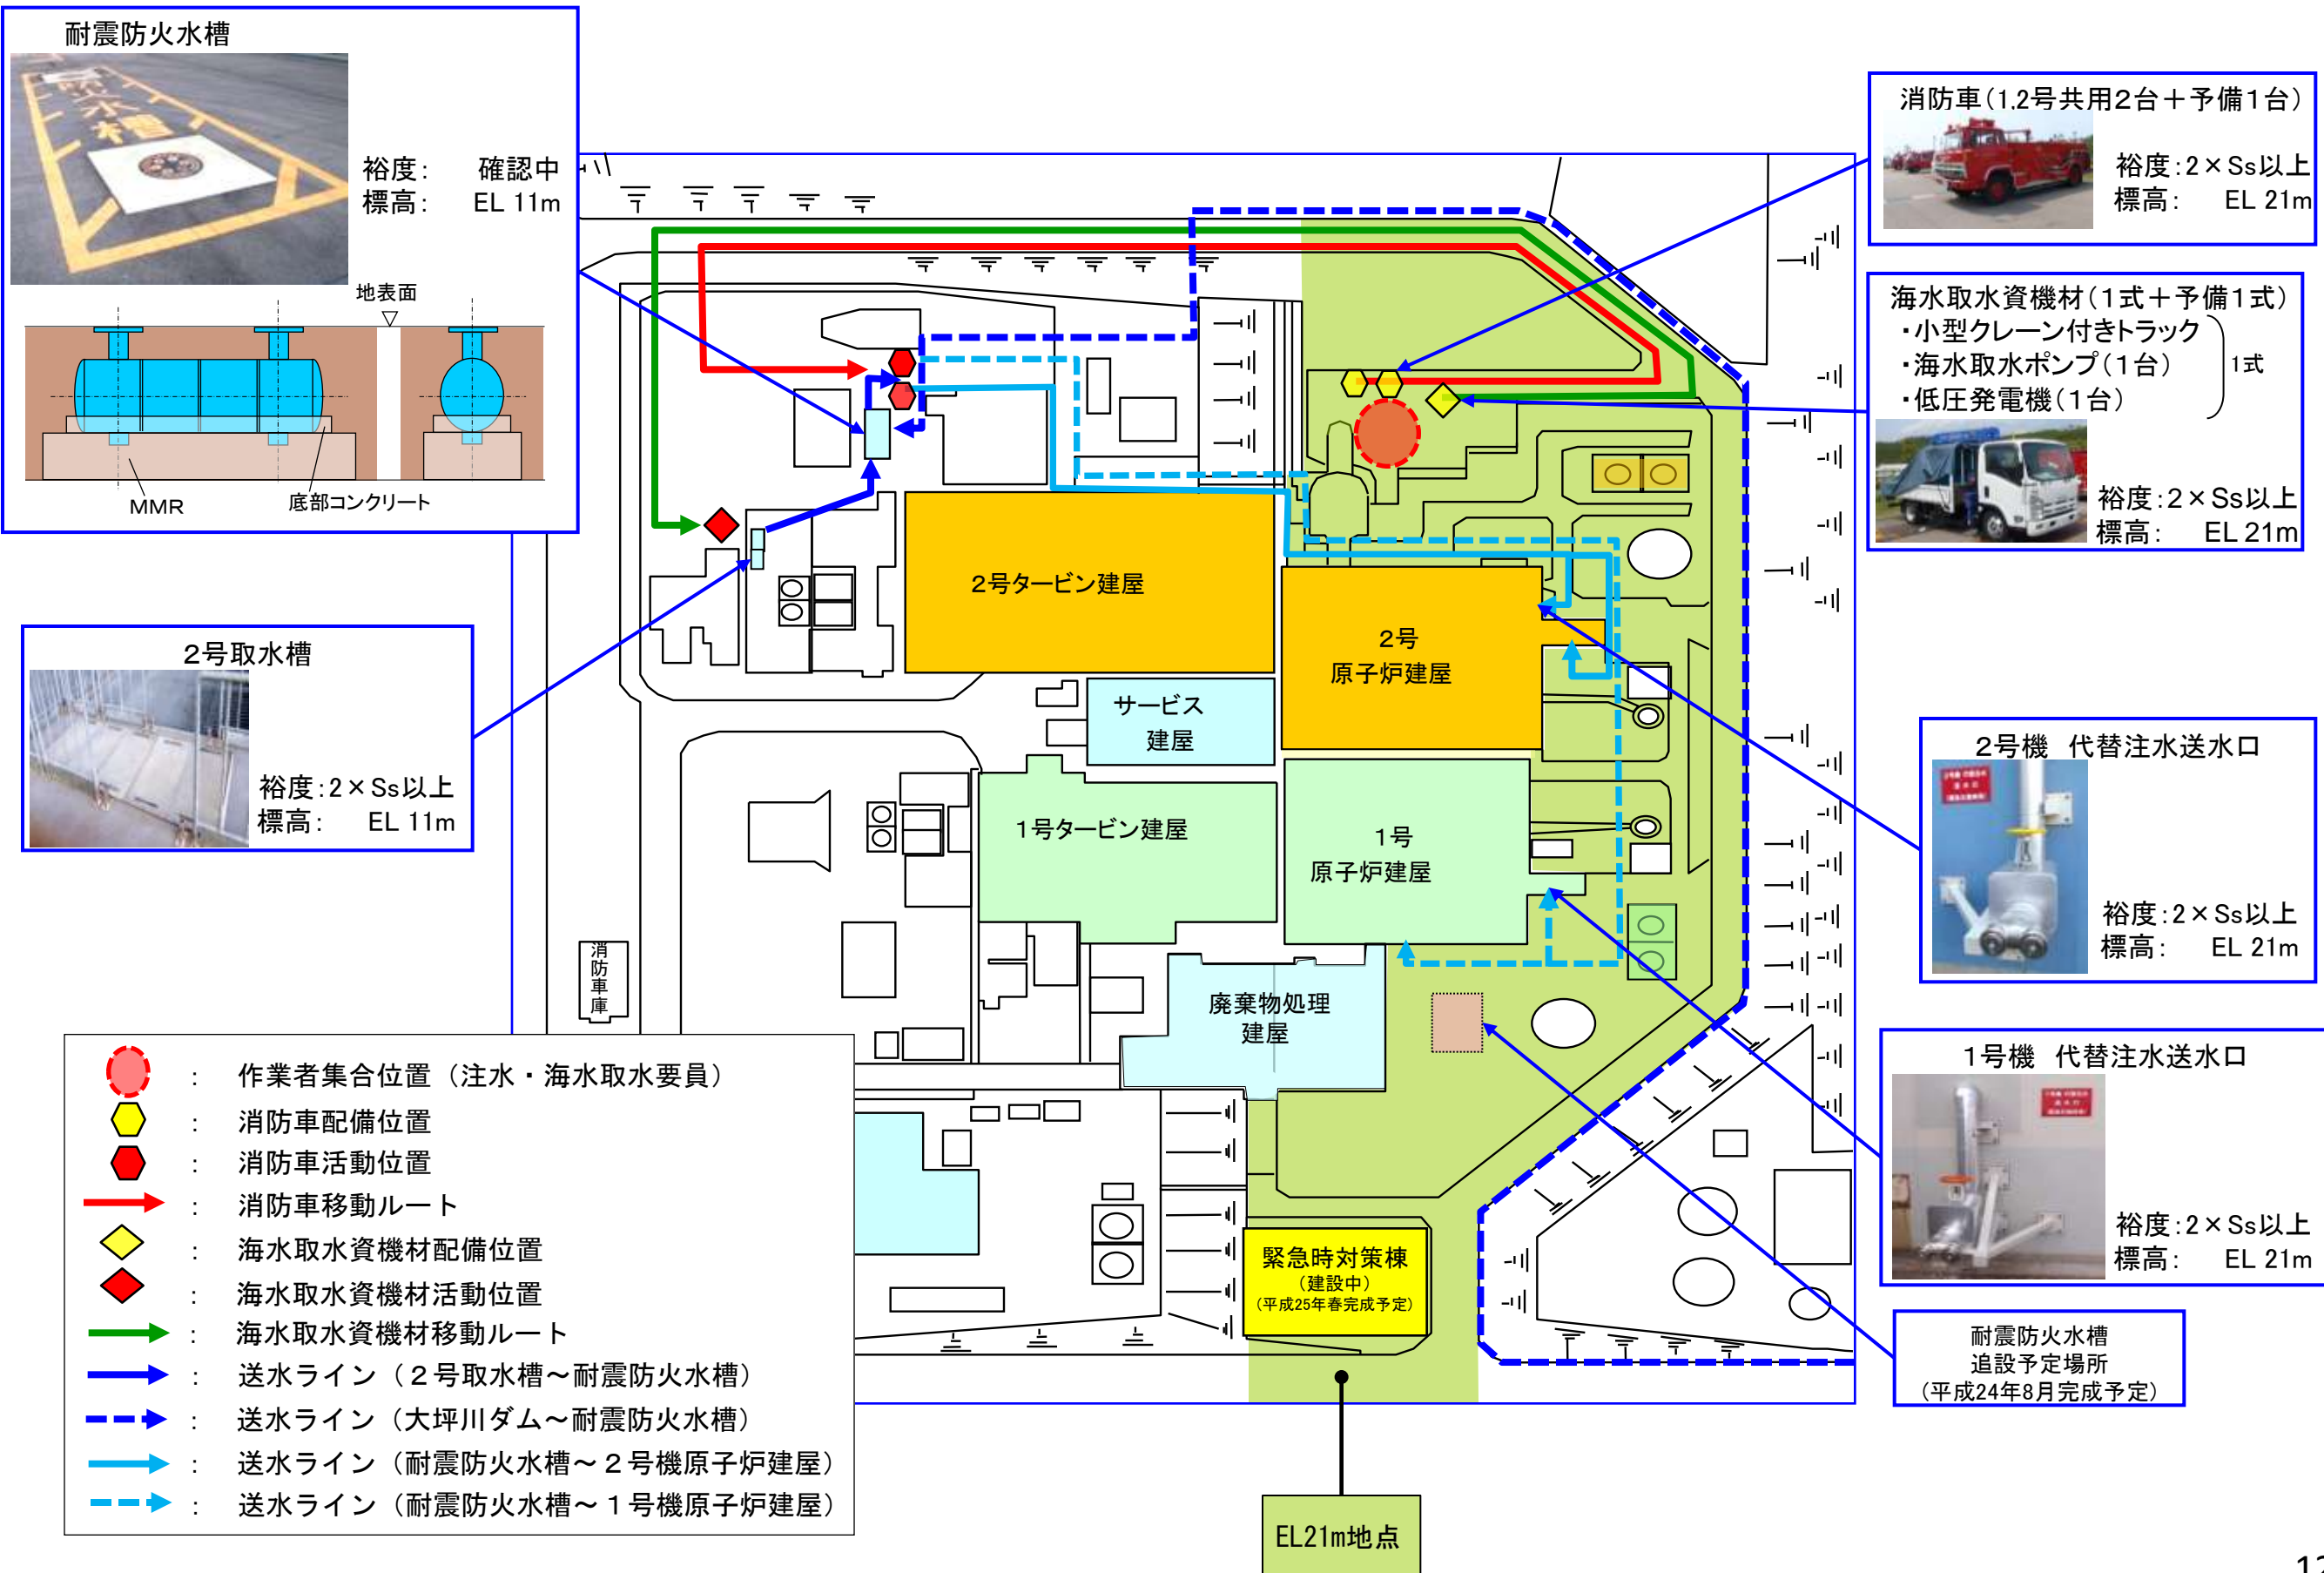 耐震防火水槽
裕度: 確認中
標高: EL 11m
地表面
MMR
底部コンクリート
消防車(1,2号共用2台＋予備1台)
裕度:2×Ss以上
標高: EL 21m
海水取水資機材(1式＋予備1式)
・小型クレーン付きトラック
・海水取水ポンプ(1台)
・低圧発電機(1台)
1式
裕度:2×Ss以上
標高: EL 21m
2号取水槽
裕度:2×Ss以上
標高: EL 11m
2号タービン建屋
2号
原子炉建屋
サービス
建屋
1号タービン建屋
1号
原子炉建屋
2号機 代替注水送水口
裕度:2×Ss以上
標高: EL 21m
消防車庫
廃棄物処理
建屋
1号機 代替注水送水口
裕度:2×Ss以上
標高: EL 21m
緊急時対策棟
(建設中)
(平成25年春完成予定)
耐震防火水槽
追設予定場所
(平成24年8月完成予定)
: 作業者集合位置（注水・海水取水要員）
: 消防車配備位置
: 消防車活動位置
: 消防車移動ルート
: 海水取水資機材配備位置
: 海水取水資機材活動位置
: 海水取水資機材移動ルート
: 送水ライン（２号取水槽～耐震防火水槽）
: 送水ライン（大坪川ダム～耐震防火水槽）
: 送水ライン（耐震防火水槽～２号機原子炉建屋）
: 送水ライン（耐震防火水槽～１号機原子炉建屋）
EL21m地点